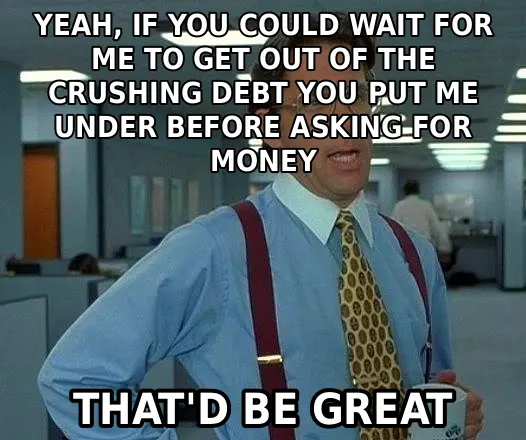 YEAH, IF YOU COULD WAIT FOR
ME TO GET OUT OF THE
CRUSHING DEBT YOU PUT ME
UNDER BEFORE ASKING FOR
MONEY
THAT'D BE GREAT